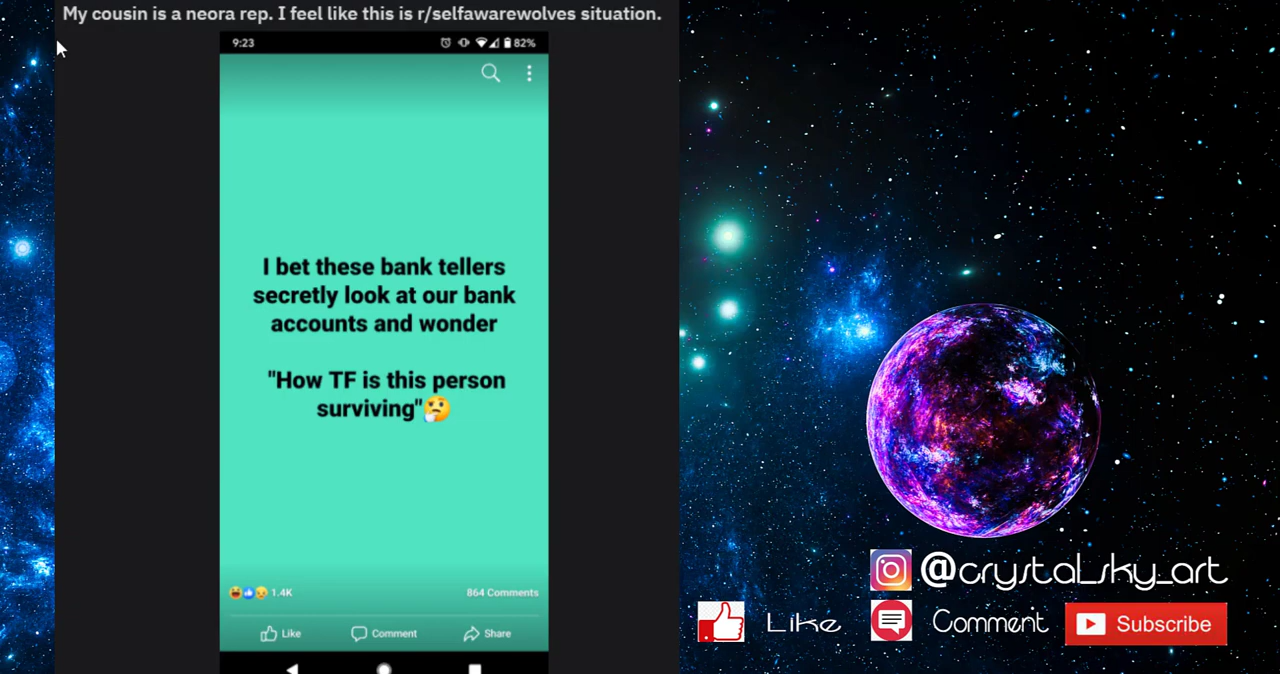 My cousin is a neora rep. I feel like this is r/selfawarewolves situation.
9:23
82%
I bet these bank tellers
secretly look at our bank
accounts and wonder
"How TF is this person
surviving"🤔
1.4K
864 Comments
Like
Comment
Share
@crystal_sky_art
Like
Comment
Subscribe